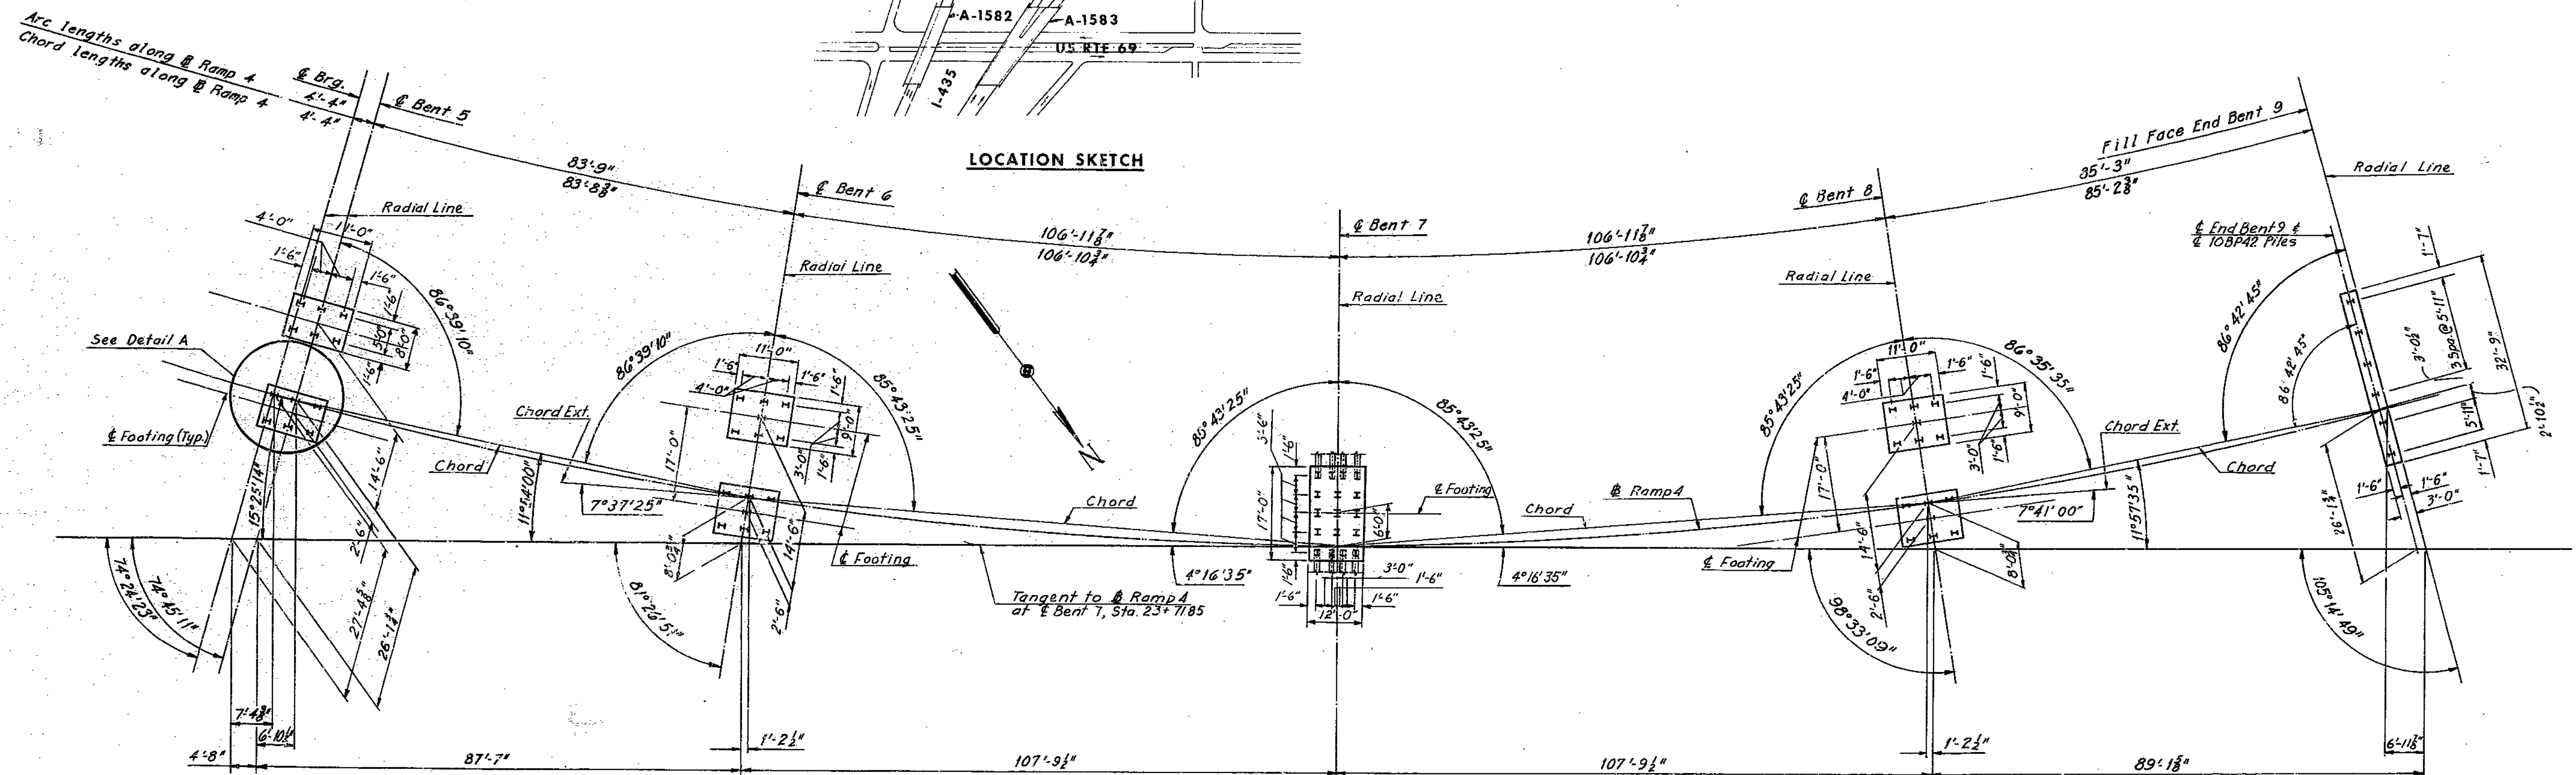 A-1582
A-1583
US RTE 69
I-435
LOCATION SKETCH
Arc lengths along ⅊ Ramp 4
Chord lengths along ⅊ Ramp 4
℄ Brg.
4'-4"
4'-4"
℄ Bent 5
83'-9"
83'-8⅜"
℄ Bent 6
106'-11⅞"
106'-10¾"
℄ Bent 7
106'-11⅞"
106'-10¾"
℄ Bent 8
85'-3"
85'-2⅜"
Fill Face End Bent 9
Radial Line
Radial Line
Radial Line
Radial Line
Radial Line
℄ End Bent 9 &
℄ 10BP42 Piles
4'-0"
11'-0"
1'-6"
1'-6"
1'-6"
5'-0"
8'-0"
1'-6"
86°39'10"
See Detail A
℄ Footing (Typ.)
Chord
Chord Ext.
86°39'10"
11'-0"
1'-6"
1'-6"
4'-0"
1'-6"
9'-0"
3'-0"
1'-6"
17'-0"
85°43'25"
14'-6"
2'-6"
27'-4⅝"
26'-1¾"
15°25'14"
11°54'00"
7°37'25"
8'-0¾"
14'-6"
2'-6"
℄ Footing
Chord
Tangent to ⅊ Ramp 4
at ℄ Bent 7, Sta. 23+71.85
4°16'35"
85°43'25"
85°43'25"
1'-6"
17'-0"
1'-6"
℄ Footing
6'-0"
3'-0"
1'-6"
1'-6"
1'-6"
12'-0"
4°16'35"
N
Chord
⅊ Ramp 4
℄ Footing
85°43'25"
11'-0"
1'-6"
1'-6"
4'-0"
1'-6"
9'-0"
3'-0"
1'-6"
17'-0"
86°35'35"
14'-6"
2'-6"
8'-0¾"
7°41'00"
Chord Ext.
Chord
11°57'35"
86°42'45"
86°42'45"
1'-7"
3'-0½"
3 Spa. @ 5'-11"
32'-9"
5'-11"
2'-10½"
1'-7"
1'-6"
1'-6"
3'-0"
74°24'23"
74°45'11"
98°33'09"
105°14'49"
7'-4⅜"
1'-2½"
1'-2½"
6'-11⅞"
4'-8"
87'-7"
107'-9½"
107'-9½"
89'-1⅝"